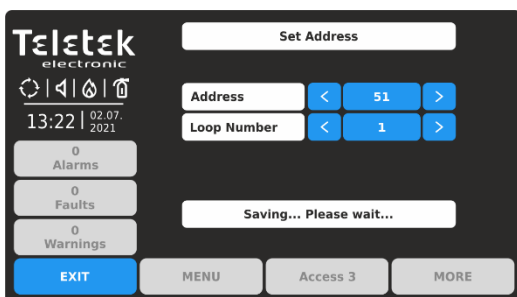 Teletek
electronic
13:22 | 02.07.
2021
0
Alarms
0
Faults
0
Warnings
Set Address
Address < 51 >
Loop Number < 1 >
Saving... Please wait...
EXIT MENU Access 3 MORE